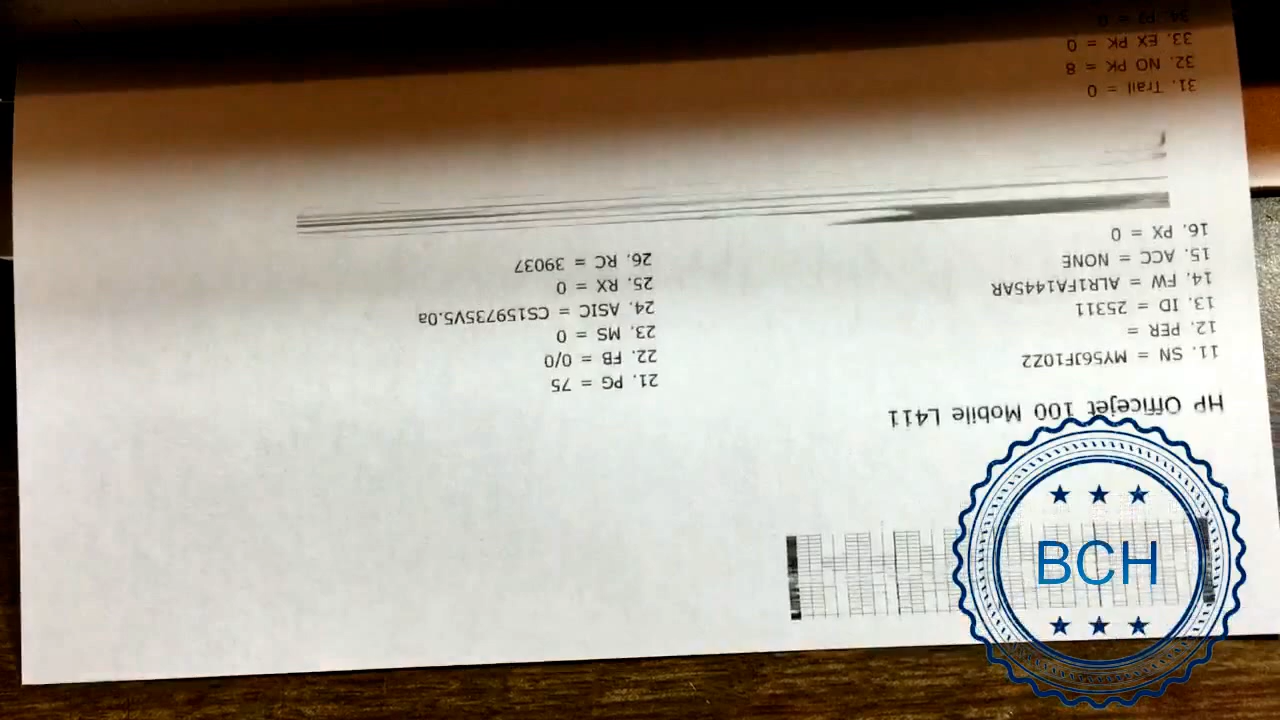 HP Officejet 100 Mobile L411
11. SN = MY56JF10Z2
12. PER =
13. ID = 25311
14. FW = ALR1FA1445AR
15. ACC = NONE
16. PX = 0
21. PG = 75
22. FB = 0/0
23. MS = 0
24. ASIC = CS159735V5.0a
25. RX = 0
26. RC = 39037
31. Trail = 0
32. NO PK = 8
33. EX PK = 0
BCH